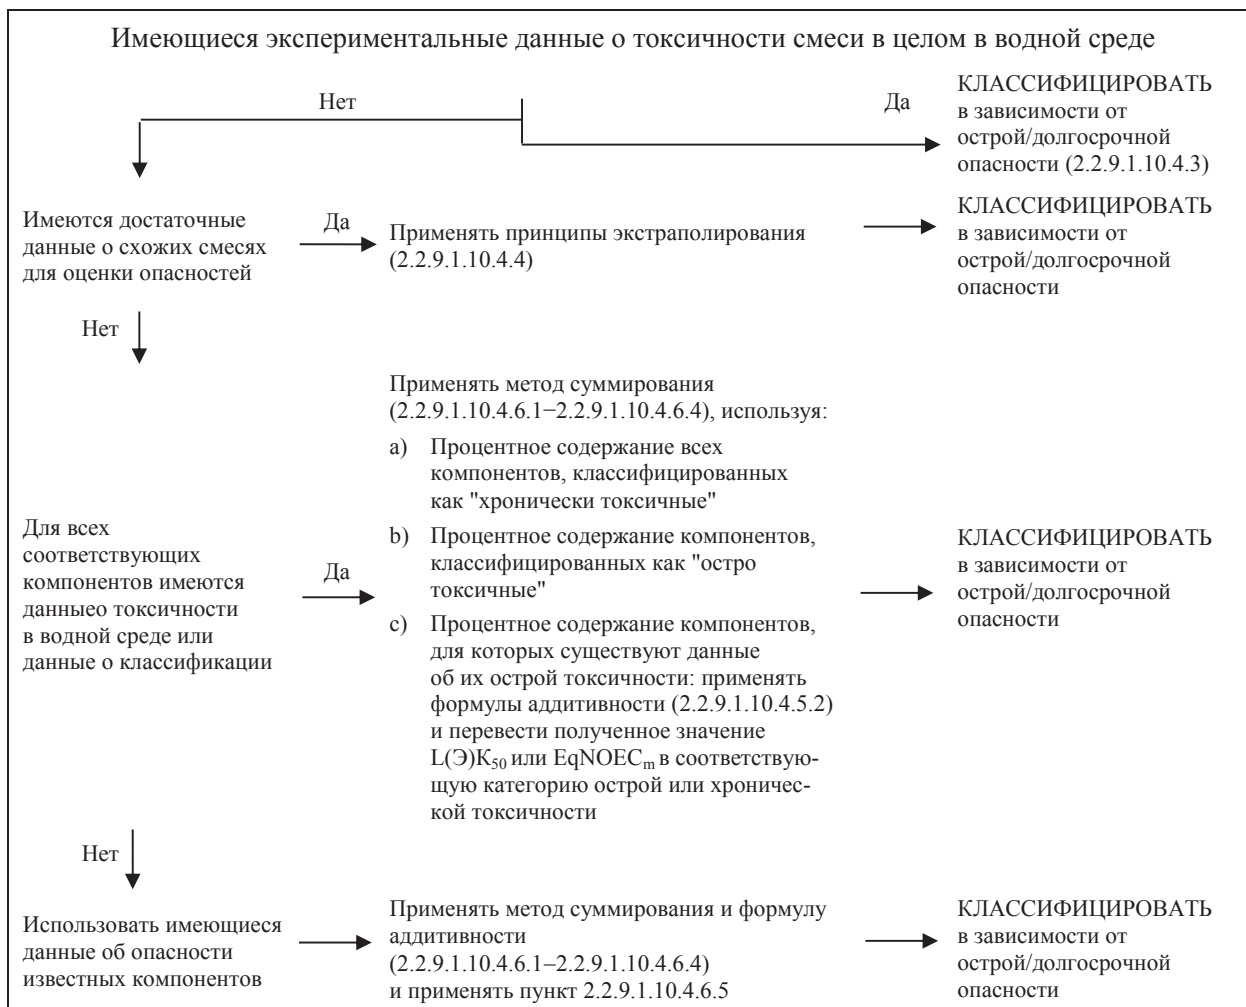 Имеющиеся экспериментальные данные о токсичности смеси в целом в водной среде
Нет
Да
КЛАССИФИЦИРОВАТЬ
в зависимости от
острой/долгосрочной
опасности (2.2.9.1.10.4.3)
Имеются достаточные
данные о схожих смесях
для оценки опасностей
Да
Применять принципы экстраполирования
(2.2.9.1.10.4.4)
КЛАССИФИЦИРОВАТЬ
в зависимости от
острой/долгосрочной
опасности
Нет
Для всех
соответствующих
компонентов имеются
данныео токсичности
в водной среде или
данные о классификации
Да
Применять метод суммирования
(2.2.9.1.10.4.6.1−2.2.9.1.10.4.6.4), используя:
a) Процентное содержание всех
компонентов, классифицированных
как "хронически токсичные"
b) Процентное содержание компонентов,
классифицированных как "остро
токсичные"
c) Процентное содержание компонентов,
для которых существуют данные
об их острой токсичности: применять
формулы аддитивности (2.2.9.1.10.4.5.2)
и перевести полученное значение
L(Э)К50 или EqNOECm в соответствую-
щую категорию острой или хроничес-
кой токсичности
КЛАССИФИЦИРОВАТЬ
в зависимости от
острой/долгосрочной
опасности
Нет
Использовать имеющиеся
данные об опасности
известных компонентов
Применять метод суммирования и формулу
аддитивности
(2.2.9.1.10.4.6.1–2.2.9.1.10.4.6.4)
и применять пункт 2.2.9.1.10.4.6.5
КЛАССИФИЦИРОВАТЬ
в зависимости от
острой/долгосрочной
опасности